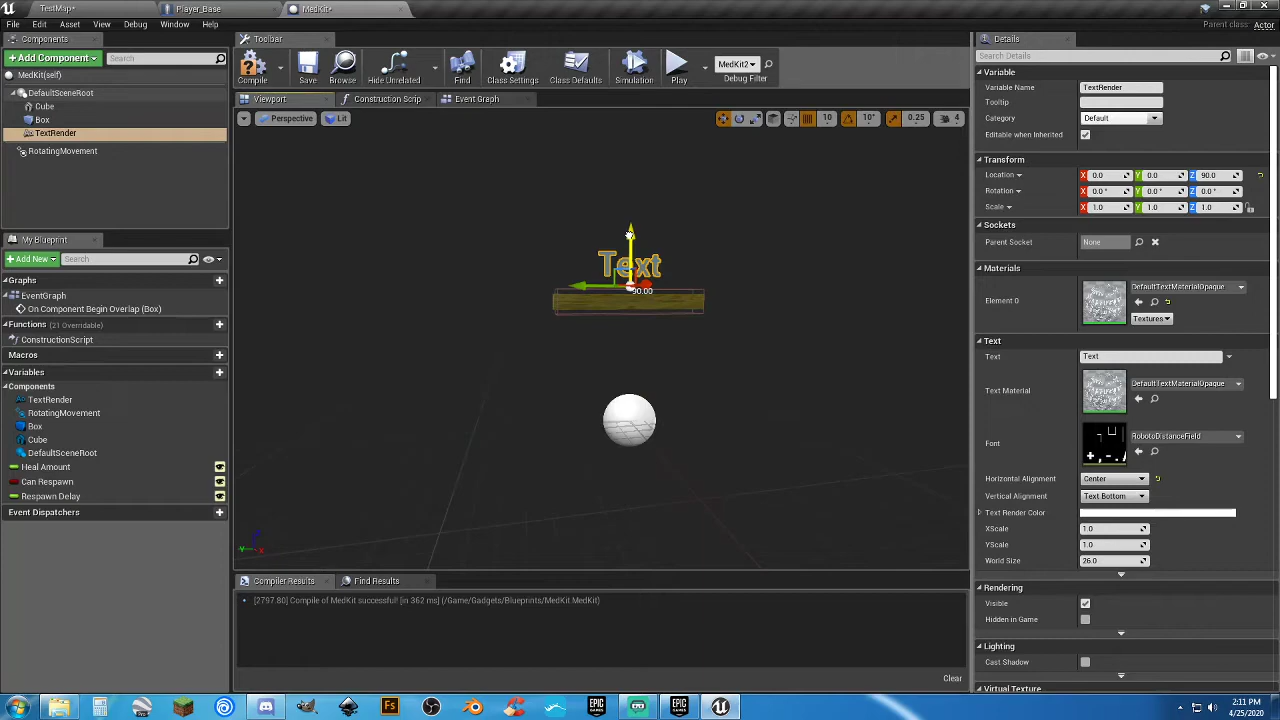 TestMap*
Player_Base
MedKit*
File
Edit
Asset
View
Debug
Window
Help
Parent class: Actor
Components
Toolbar
Details
+ Add Component
Search
Compile
Save
Browse
Hide Unrelated
Find
Class Settings
Class Defaults
Simulation
Play
MedKit2
Debug Filter
Search Details
MedKit(self)
DefaultSceneRoot
Cube
Box
TextRender
RotatingMovement
Viewport
Construction Scrip
Event Graph
Perspective
Lit
10
10°
0.25
4
Text
90.00
My Blueprint
+ Add New
Search
Graphs
EventGraph
On Component Begin Overlap (Box)
Functions (21 Overridable)
ConstructionScript
Macros
Variables
Components
TextRender
RotatingMovement
Box
Cube
DefaultSceneRoot
Heal Amount
Can Respawn
Respawn Delay
Event Dispatchers
Variable
Variable Name TextRender
Tooltip
Category Default
Editable when Inherited
Transform
Location X 0.0 Y 0.0 Z 90.0
Rotation X 0.0° Y 0.0° Z 0.0°
Scale X 1.0 Y 1.0 Z 1.0
Sockets
Parent Socket None
Materials
Element 0 DefaultTextMaterialOpaque
Textures
Text
Text Text
Text Material DefaultTextMaterialOpaque
Font RobotoDistanceField
Horizontal Alignment Center
Vertical Alignment Text Bottom
Text Render Color
XScale 1.0
YScale 1.0
World Size 26.0
Rendering
Visible
Hidden in Game
Lighting
Cast Shadow
Virtual Texture
Compiler Results
Find Results
[2797.80] Compile of MedKit successful! [in 362 ms] (/Game/Gadgets/Blueprints/MedKit.MedKit)
Clear
Fs
EPIC GAMES
EPIC GAMES
2:11 PM
4/25/2020